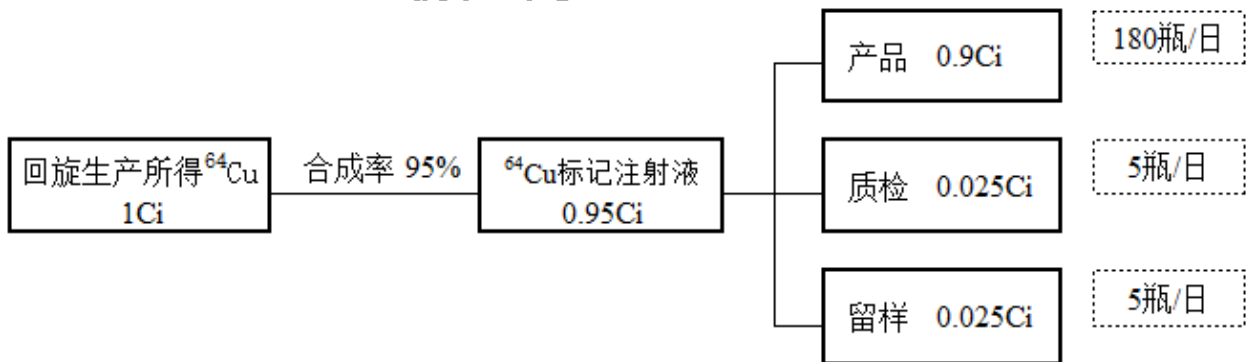 产品 0.9Ci
180瓶/日
回旋生产所得⁶⁴Cu
1Ci
合成率 95%
⁶⁴Cu标记注射液
0.95Ci
质检 0.025Ci
5瓶/日
留样 0.025Ci
5瓶/日